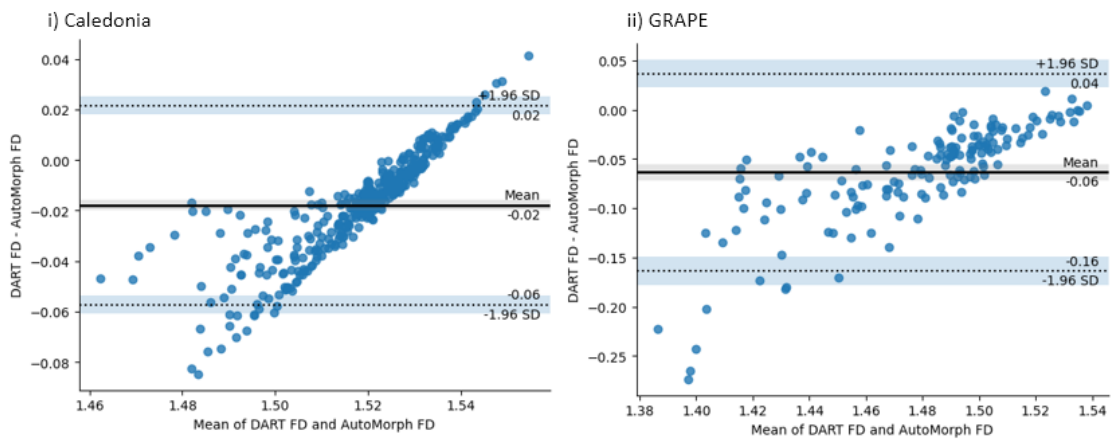 i) Caledonia
DART FD - AutoMorph FD
0.04
0.02
0.00
−0.02
−0.04
−0.06
−0.08
+1.96 SD
0.02
Mean
-0.02
-0.06
-1.96 SD
1.46 1.48 1.50 1.52 1.54
Mean of DART FD and AutoMorph FD
ii) GRAPE
DART FD - AutoMorph FD
0.05
0.00
−0.05
−0.10
−0.15
−0.20
−0.25
+1.96 SD
0.04
Mean
-0.06
-0.16
-1.96 SD
1.38 1.40 1.42 1.44 1.46 1.48 1.50 1.52 1.54
Mean of DART FD and AutoMorph FD